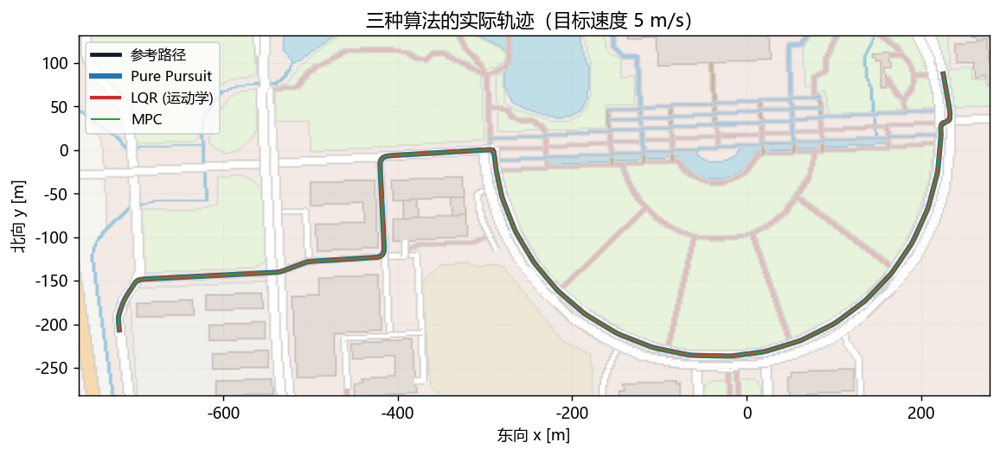 三种算法的实际轨迹（目标速度 5 m/s）
参考路径
Pure Pursuit
LQR (运动学)
MPC
北向 y [m]
100
50
0
-50
-100
-150
-200
-250
-600
-400
-200
0
200
东向 x [m]